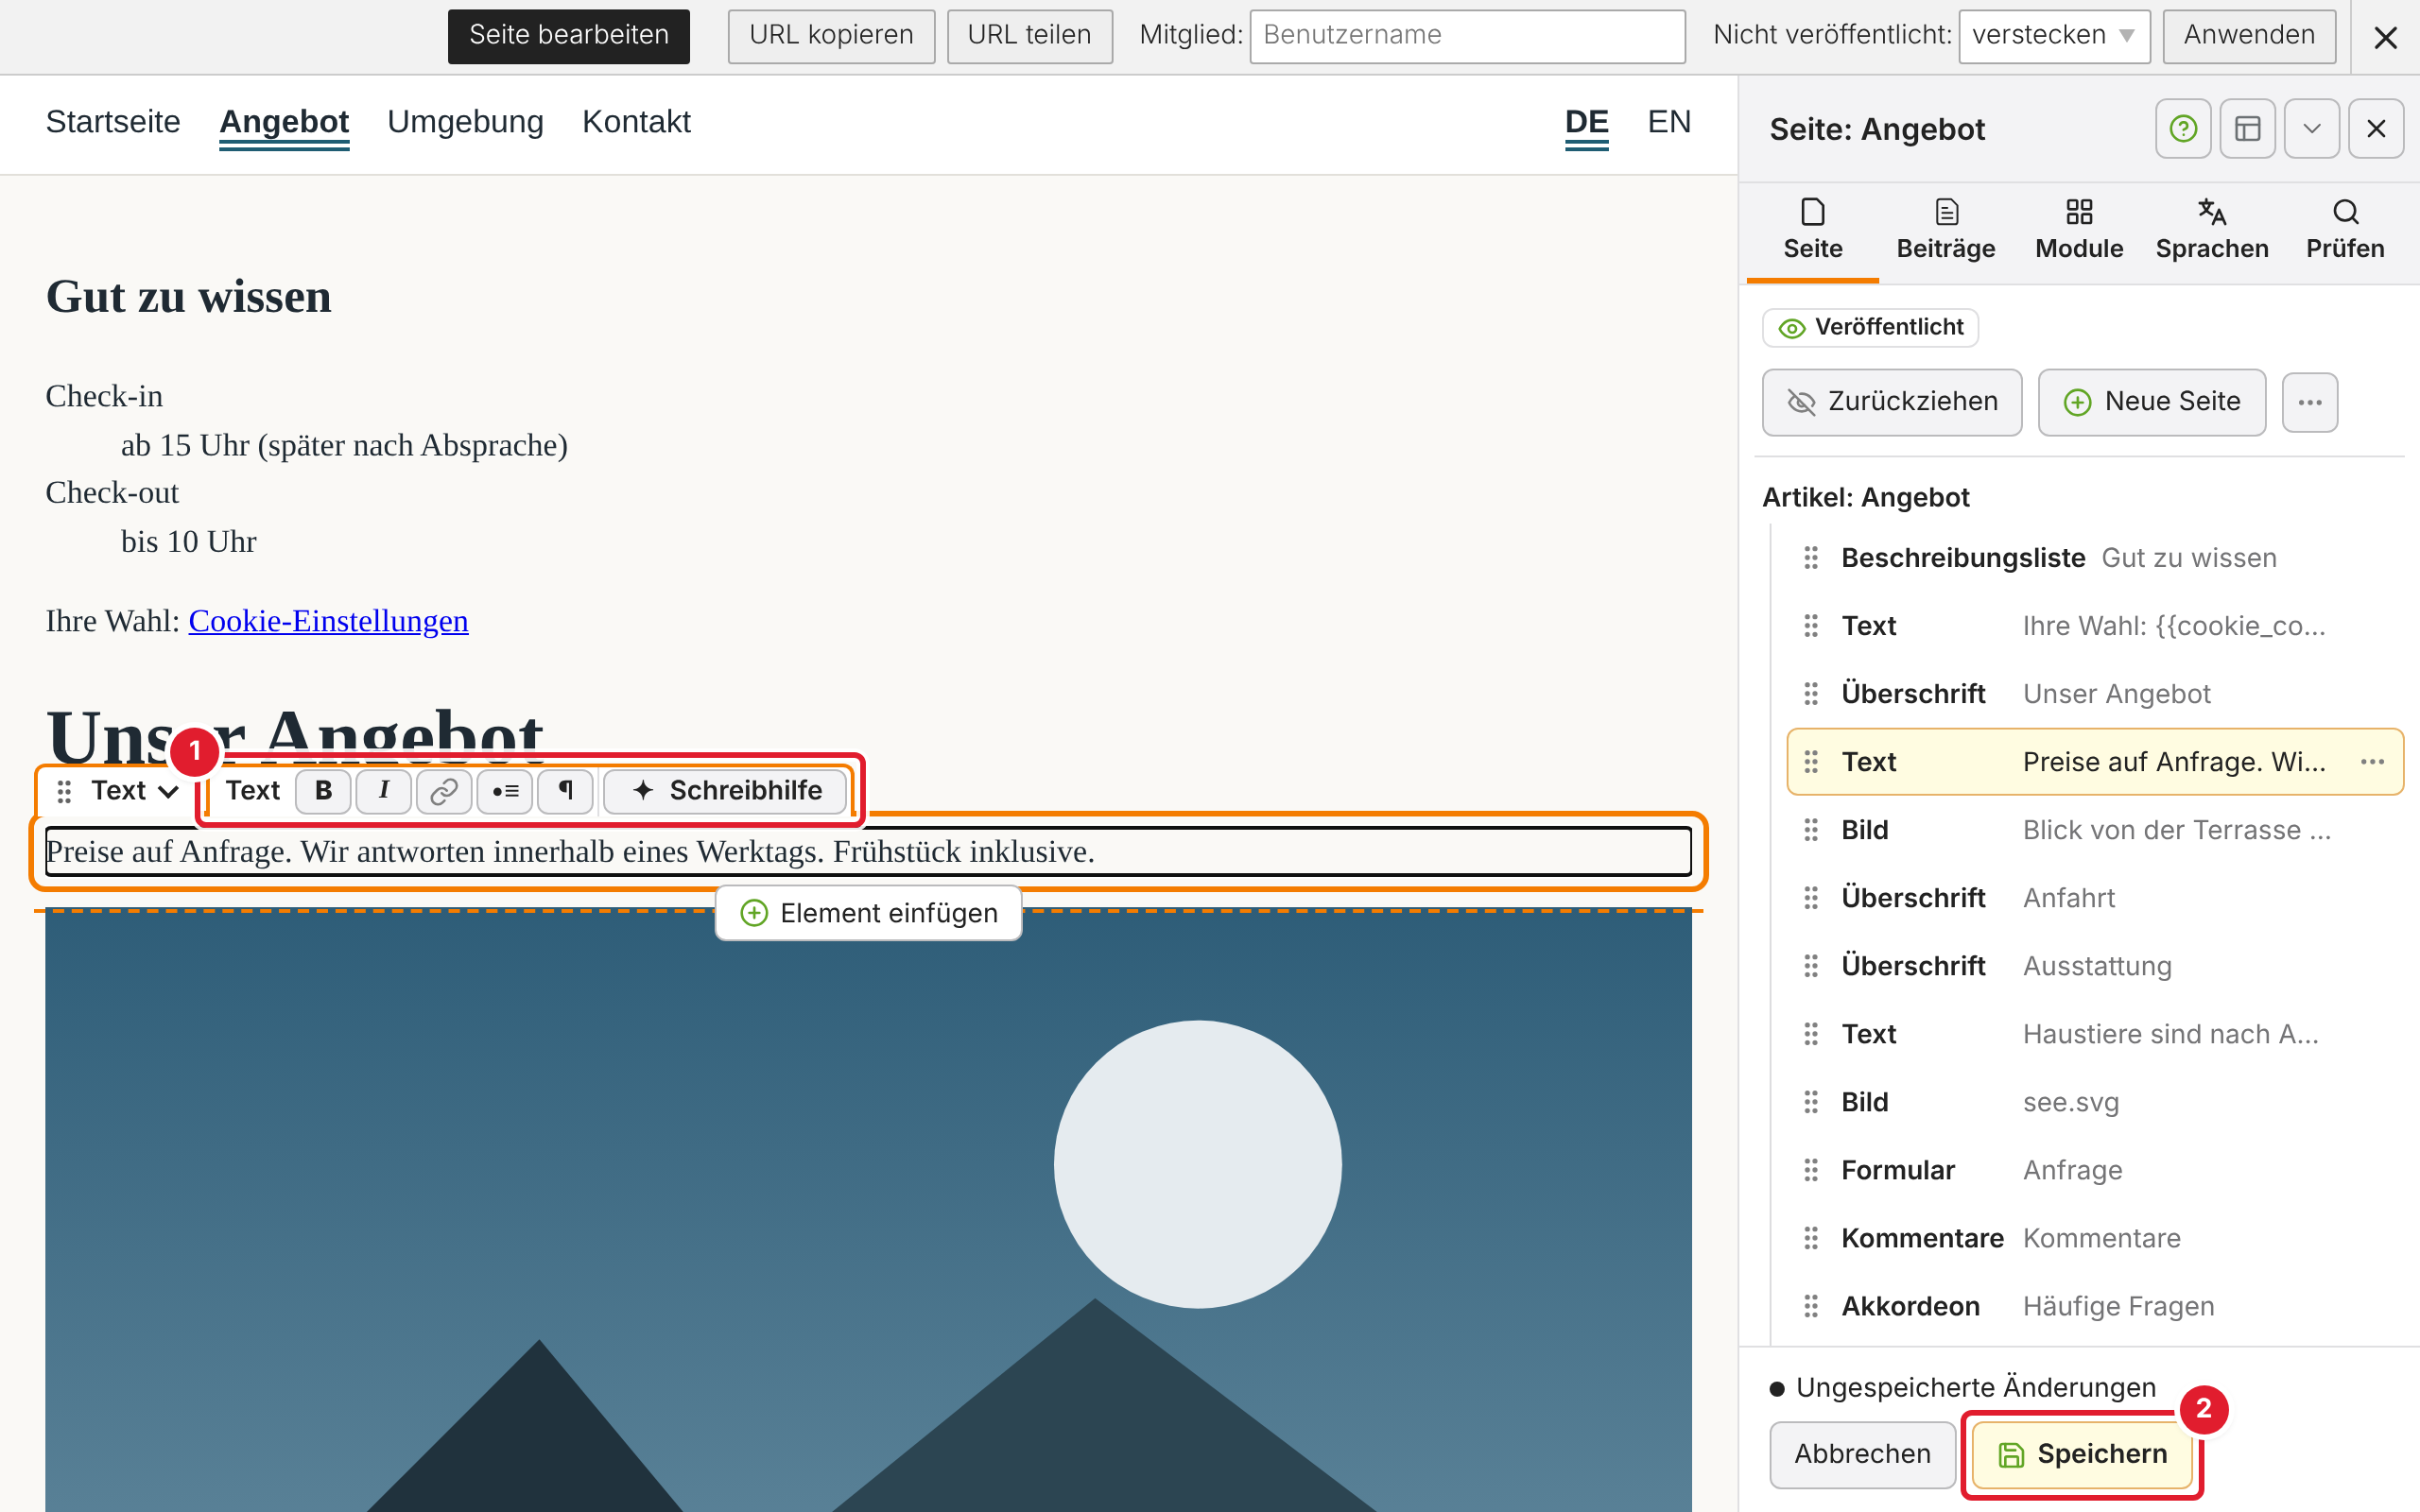 Seite bearbeiten URL kopieren URL teilen Mitglied: Benutzername Nicht veröffentlicht: verstecken Anwenden
Startseite Angebot Umgebung Kontakt DE EN
Gut zu wissen
Check-in
ab 15 Uhr (später nach Absprache)
Check-out
bis 10 Uhr
Ihre Wahl: Cookie-Einstellungen
Unser Angebot
1
Text Text B I ¶ Schreibhilfe
Preise auf Anfrage. Wir antworten innerhalb eines Werktags. Frühstück inklusive.
Element einfügen
Seite: Angebot
Seite Beiträge Module Sprachen Prüfen
Veröffentlicht
Zurückziehen Neue Seite
Artikel: Angebot
Beschreibungsliste Gut zu wissen
Text Ihre Wahl: {{cookie_co...
Überschrift Unser Angebot
Text Preise auf Anfrage. Wi...
Bild Blick von der Terrasse ...
Überschrift Anfahrt
Überschrift Ausstattung
Text Haustiere sind nach A...
Bild see.svg
Formular Anfrage
Kommentare Kommentare
Akkordeon Häufige Fragen
Ungespeicherte Änderungen
2
Abbrechen Speichern